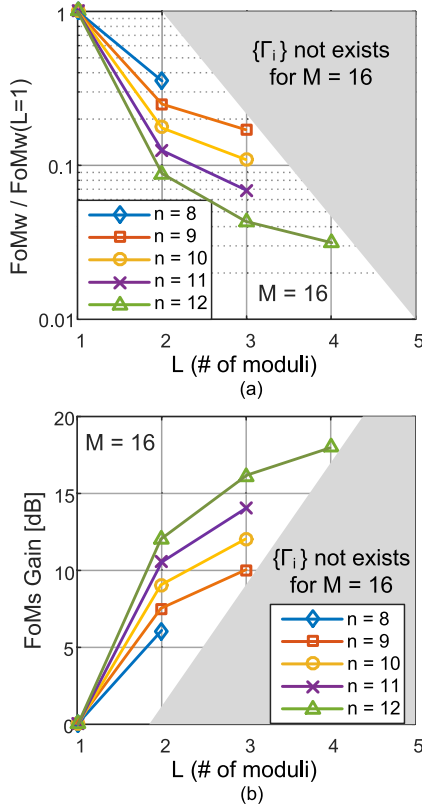 1
{Γi} not exists
for M = 16
0.1
FoMw / FoMw(L=1)
n = 8
n = 9
n = 10
n = 11
n = 12
M = 16
0.01
1 2 3 4 5
L (# of moduli)
(a)
20
M = 16
15
{Γi} not exists
for M = 16
10
FoMs Gain [dB]
n = 8
n = 9
5
n = 10
n = 11
n = 12
0
1 2 3 4 5
L (# of moduli)
(b)